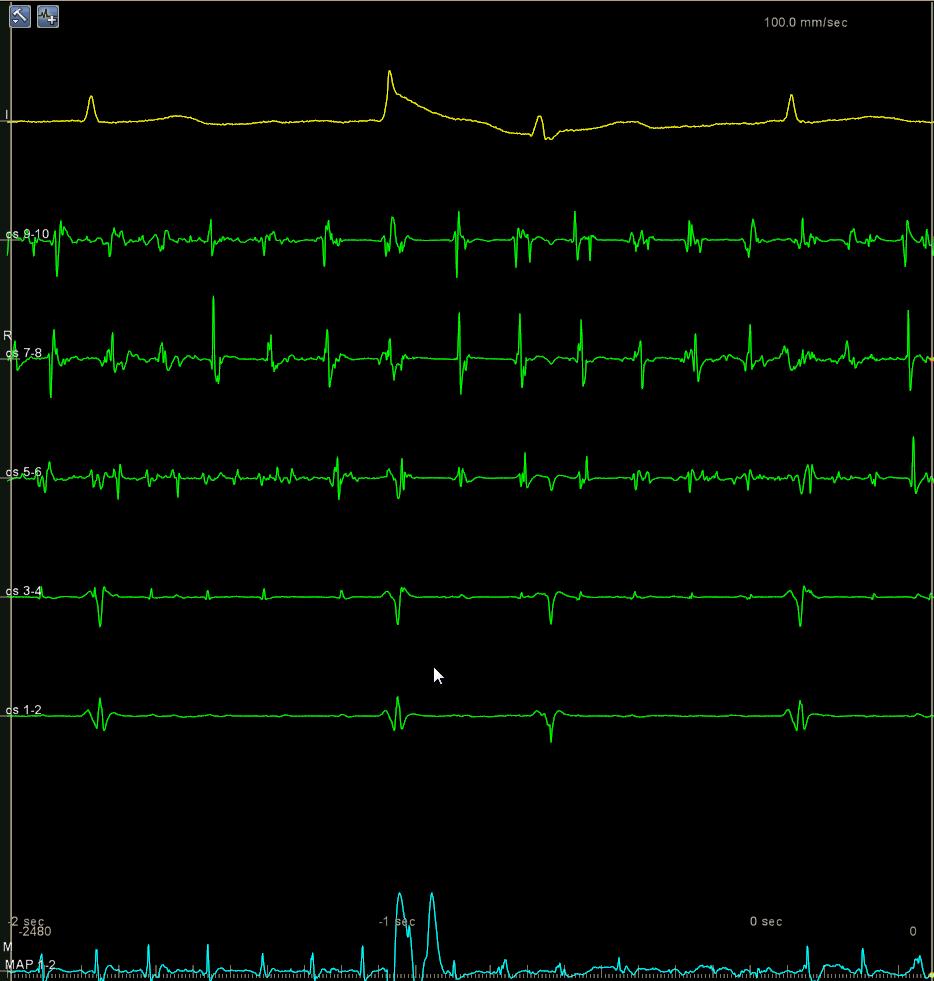 100.0 mm/sec
I
cs 9-10
R
cs 7-8
cs 5-6
cs 3-4
cs 1-2
-2 sec
-1 sec
0 sec
-2480
0
M
MAP 1-2